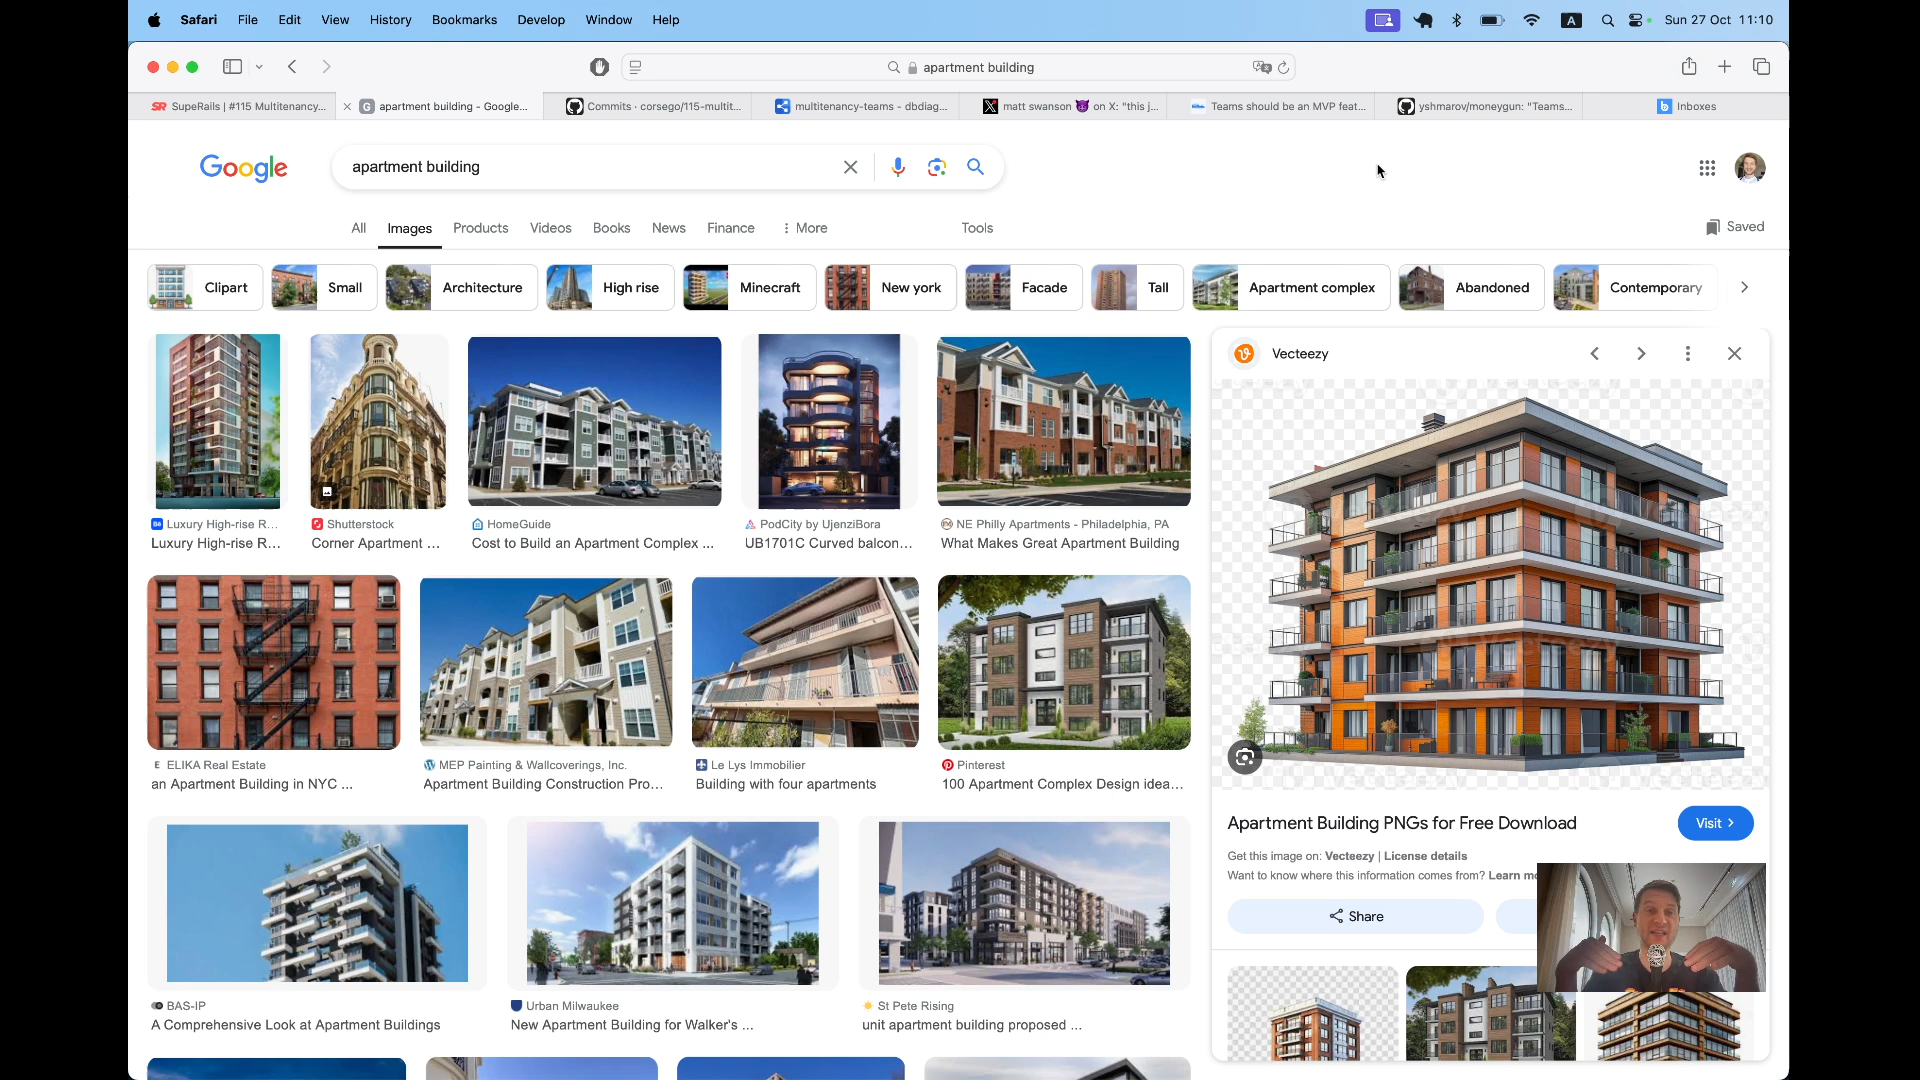 Safari File Edit View History Bookmarks Develop Window Help
A
Sun 27 Oct 11:10
apartment building
SR SupeRails | #115 Multitenancy...
G apartment building - Google...
Commits · corsego/115-multit...
multitenancy-teams - dbdiag...
matt swanson 😈 on X: "this j...
Teams should be an MVP feat...
yshmarov/moneygun: "Teams...
Inboxes
Google
apartment building
All Images Products Videos Books News Finance More Tools
Saved
Clipart Small Architecture High rise Minecraft New york Facade Tall Apartment complex Abandoned Contemporary
Luxury High-rise R...
Luxury High-rise R...
Shutterstock
Corner Apartment ...
HomeGuide
Cost to Build an Apartment Complex ...
PodCity by UjenziBora
UB1701C Curved balcon...
NE Philly Apartments - Philadelphia, PA
What Makes Great Apartment Building
Vecteezy
E ELIKA Real Estate
an Apartment Building in NYC ...
MEP Painting & Wallcoverings, Inc.
Apartment Building Construction Pro...
Le Lys Immobilier
Building with four apartments
Pinterest
100 Apartment Complex Design idea...
Apartment Building PNGs for Free Download
Visit
Get this image on: Vecteezy | License details
Want to know where this information comes from? Learn mo
Share
BAS-IP
A Comprehensive Look at Apartment Buildings
Urban Milwaukee
New Apartment Building for Walker's ...
St Pete Rising
unit apartment building proposed ...